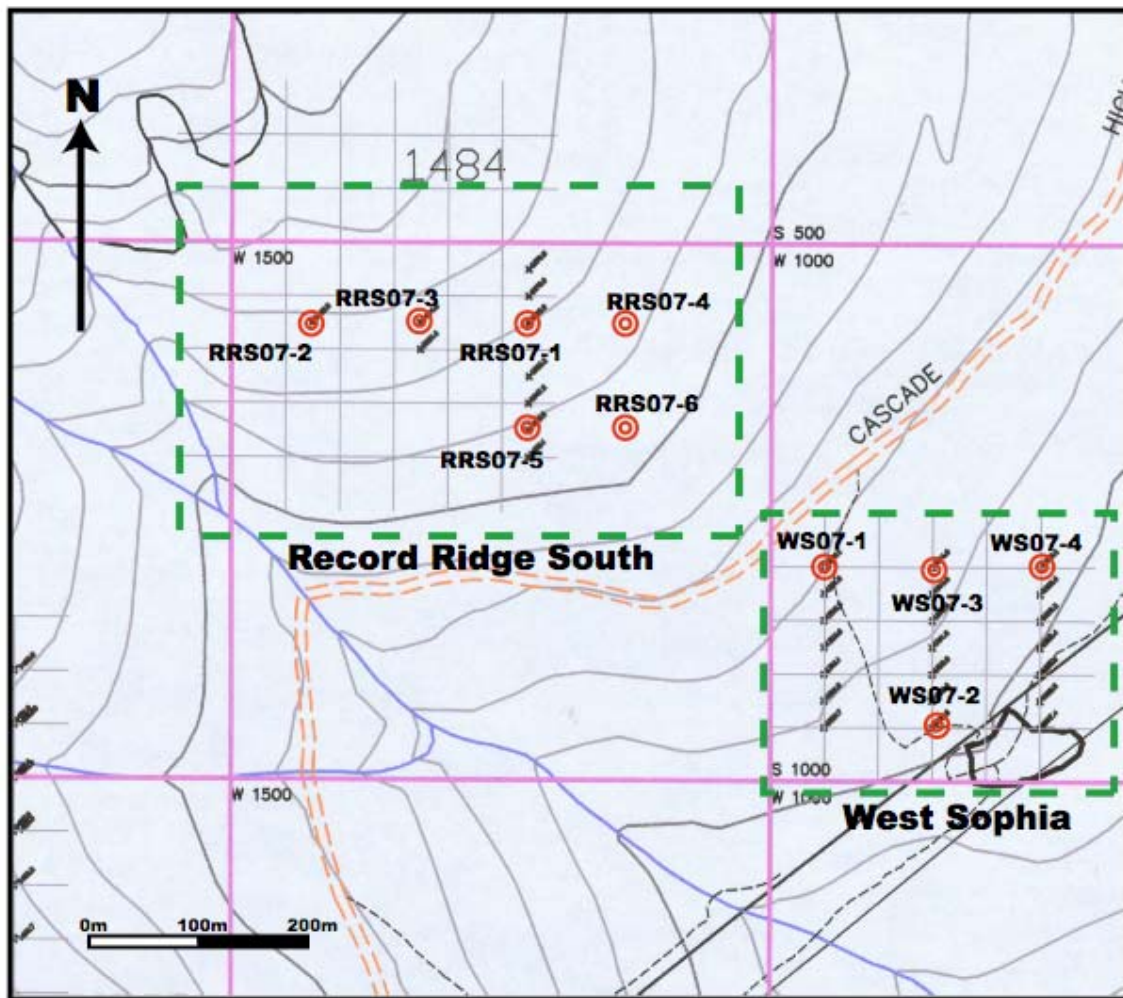 HIGH
N
1484
S 500
W 1500
W 1000
RRS07-3
RRS07-4
RRS07-2
RRS07-1
CASCADE
RRS07-6
RRS07-5
WS07-1
WS07-4
Record Ridge South
WS07-3
WS07-2
S 1000
W 1500
W 1000
West Sophia
0m 100m 200m